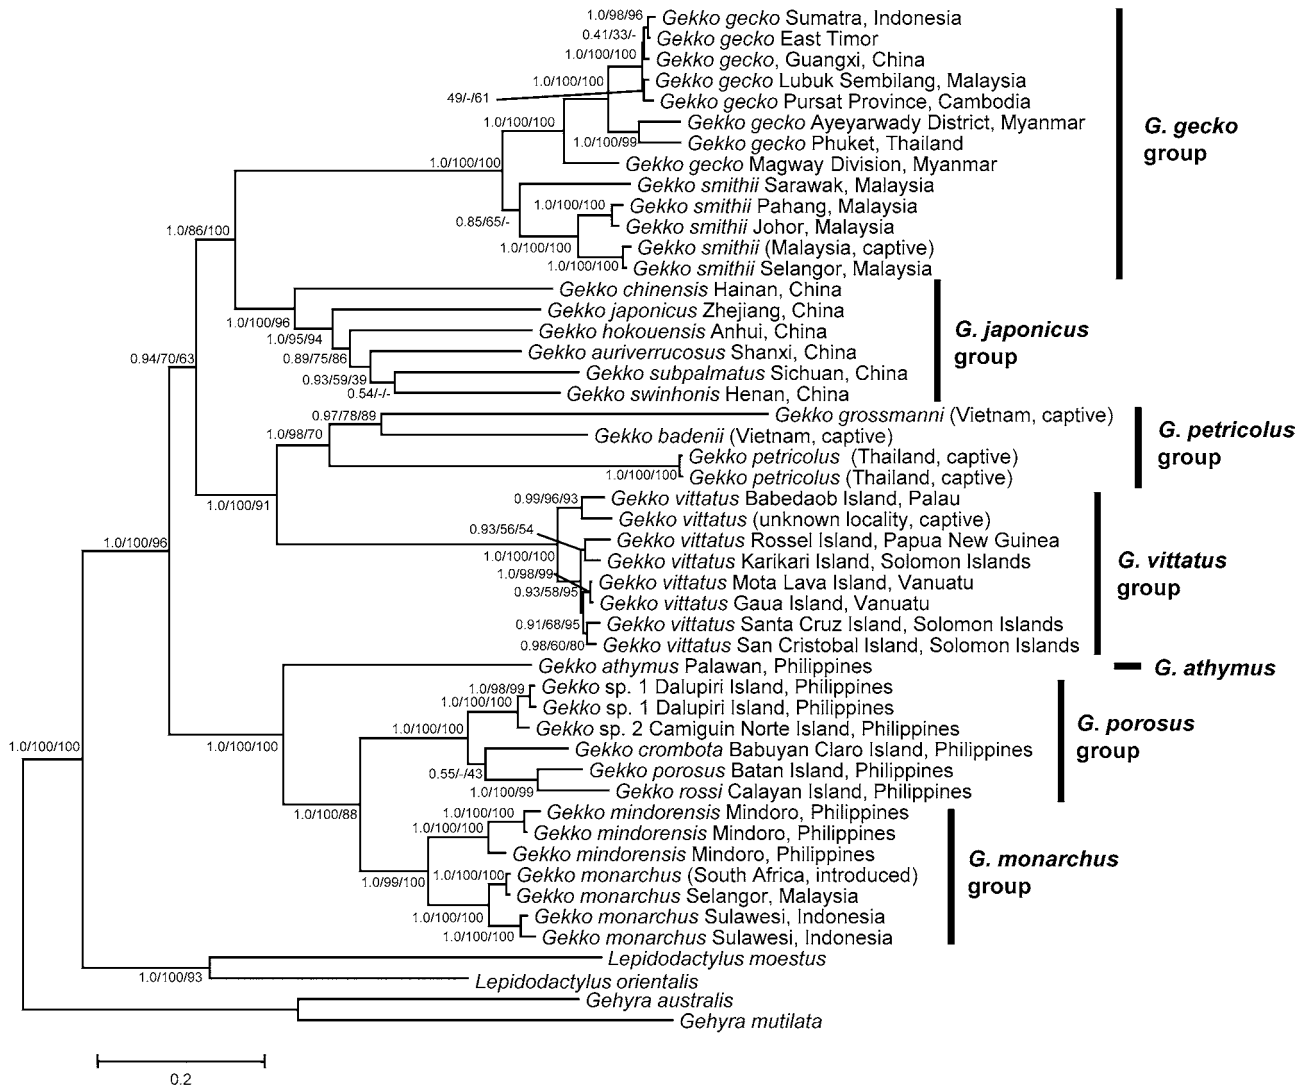 1.0/98/96
Gekko gecko Sumatra, Indonesia
0.41/33/-
Gekko gecko East Timor
1.0/100/100
Gekko gecko, Guangxi, China
1.0/100/100
Gekko gecko Lubuk Sembilang, Malaysia
49/-/61
Gekko gecko Pursat Province, Cambodia
1.0/100/100
Gekko gecko Ayeyarwady District, Myanmar
1.0/100/99
Gekko gecko Phuket, Thailand
1.0/100/100
Gekko gecko Magway Division, Myanmar
G. gecko
group
Gekko smithii Sarawak, Malaysia
1.0/100/100
Gekko smithii Pahang, Malaysia
0.85/65/-
Gekko smithii Johor, Malaysia
1.0/86/100
1.0/100/100
Gekko smithii (Malaysia, captive)
1.0/100/100
Gekko smithii Selangor, Malaysia
Gekko chinensis Hainan, China
Gekko japonicus Zhejiang, China
1.0/100/96
Gekko hokouensis Anhui, China
1.0/95/94
G. japonicus
group
0.94/70/63
0.89/75/86
Gekko auriverrucosus Shanxi, China
0.93/59/39
Gekko subpalmatus Sichuan, China
0.54/-/-
Gekko swinhonis Henan, China
0.97/78/89
Gekko grossmanni (Vietnam, captive)
1.0/98/70
Gekko badenii (Vietnam, captive)
G. petricolus
group
Gekko petricolus (Thailand, captive)
1.0/100/100
Gekko petricolus (Thailand, captive)
1.0/100/91
0.99/96/93
Gekko vittatus Babedaob Island, Palau
Gekko vittatus (unknown locality, captive)
0.93/56/54
1.0/100/96
Gekko vittatus Rossel Island, Papua New Guinea
1.0/100/100
Gekko vittatus Karikari Island, Solomon Islands
1.0/98/99
Gekko vittatus Mota Lava Island, Vanuatu
0.93/58/95
Gekko vittatus Gaua Island, Vanuatu
G. vittatus
group
0.91/68/95
Gekko vittatus Santa Cruz Island, Solomon Islands
0.98/60/80
Gekko vittatus San Cristobal Island, Solomon Islands
Gekko athymus Palawan, Philippines
G. athymus
1.0/98/99
Gekko sp. 1 Dalupiri Island, Philippines
1.0/100/100
Gekko sp. 1 Dalupiri Island, Philippines
1.0/100/100
Gekko sp. 2 Camiguin Norte Island, Philippines
1.0/100/100
1.0/100/100
Gekko crombota Babuyan Claro Island, Philippines
G. porosus
group
0.55/-/43
Gekko porosus Batan Island, Philippines
1.0/100/99
Gekko rossi Calayan Island, Philippines
1.0/100/88
1.0/100/100
Gekko mindorensis Mindoro, Philippines
1.0/100/100
Gekko mindorensis Mindoro, Philippines
Gekko mindorensis Mindoro, Philippines
1.0/99/100
1.0/100/100
Gekko monarchus (South Africa, introduced)
G. monarchus
group
Gekko monarchus Selangor, Malaysia
1.0/100/100
Gekko monarchus Sulawesi, Indonesia
1.0/100/100
Gekko monarchus Sulawesi, Indonesia
Lepidodactylus moestus
1.0/100/93
Lepidodactylus orientalis
Gehyra australis
Gehyra mutilata
0.2